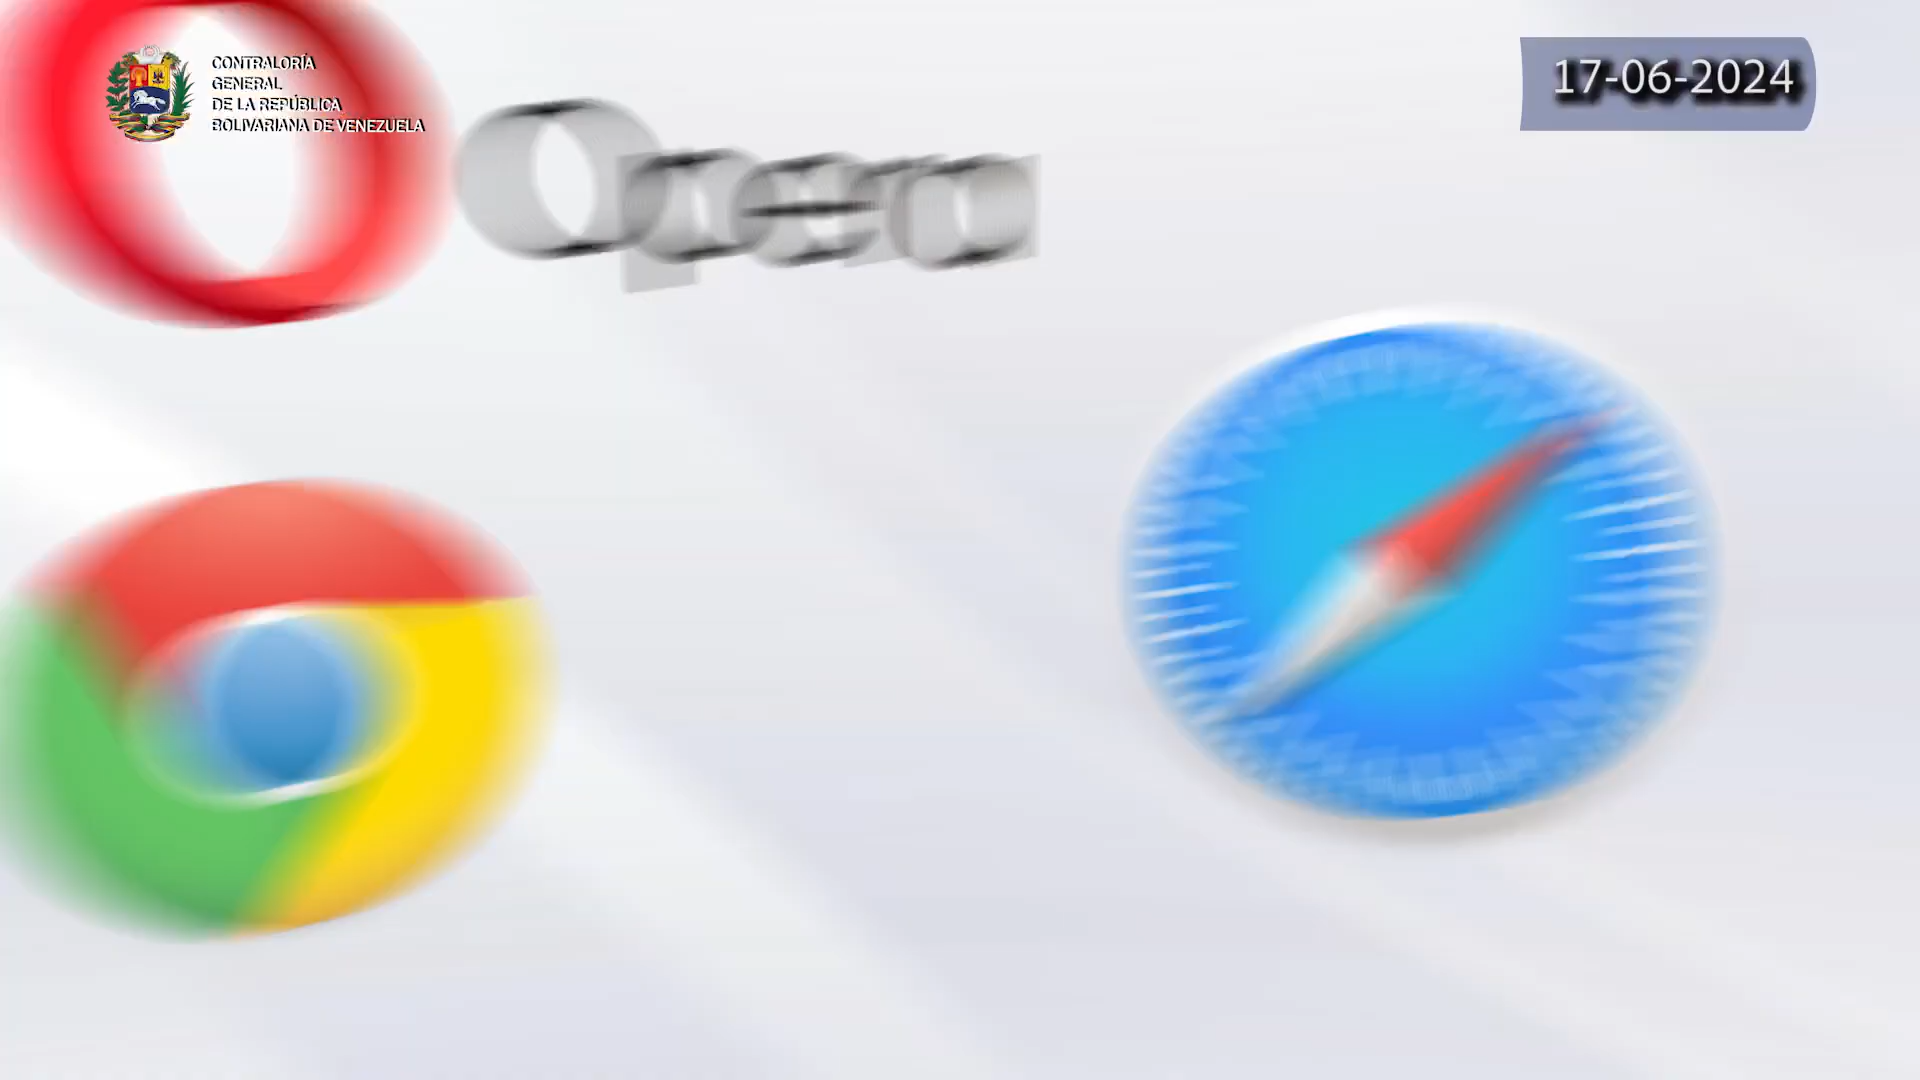 CONTRALORÍA
GENERAL
DE LA REPÚBLICA
BOLIVARIANA DE VENEZUELA
17-06-2024
Opera